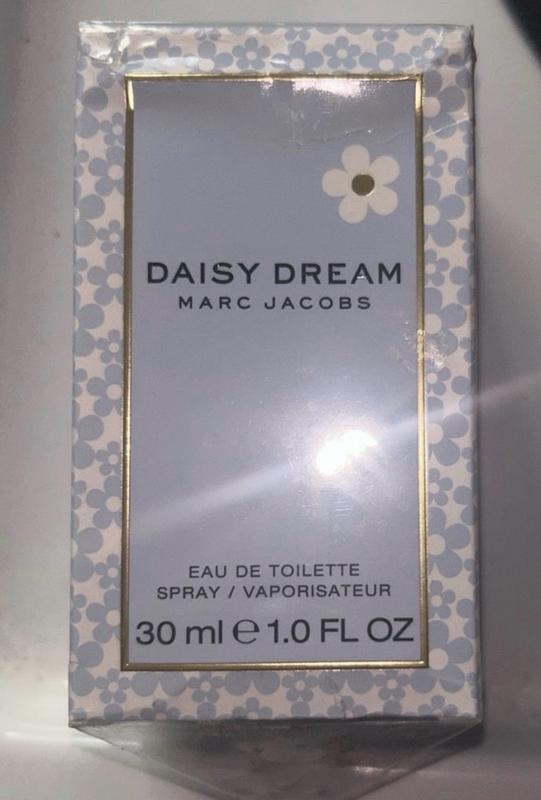 DAISY DREAM
MARC JACOBS
EAU DE TOILETTE
SPRAY / VAPORISATEUR
30 ml ℮ 1.0 FL OZ